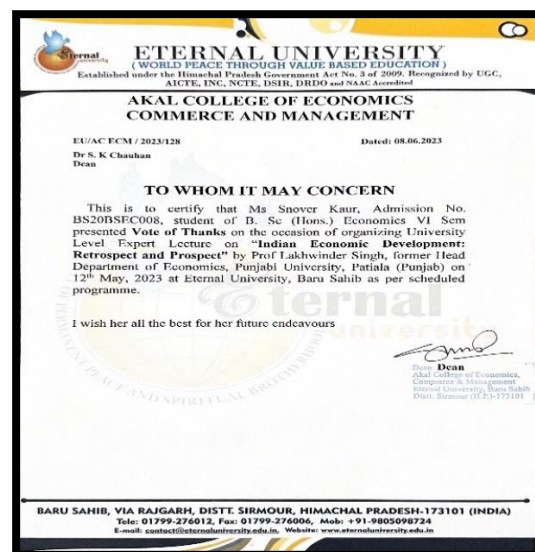 Eternal
university
ETERNAL UNIVERSITY
( WORLD PEACE THROUGH VALUE BASED EDUCATION )
Established under the Himachal Pradesh Government Act No. 3 of 2009. Recognized by UGC,
AICTE, INC, NCTE, DSIR, DRDO and NAAC Accredited
AKAL COLLEGE OF ECONOMICS
COMMERCE AND MANAGEMENT
EU/AC ECM / 2023/128 Dated: 08.06.2023
Dr S. K Chauhan
Dean
TO WHOM IT MAY CONCERN
This is to certify that Ms Snover Kaur, Admission No.
BS20BSEC008, student of B. Sc (Hons.) Economics VI Sem
presented Vote of Thanks on the occasion of organizing University
Level Expert Lecture on "Indian Economic Development:
Retrospect and Prospect" by Prof Lakhwinder Singh, former Head
Department of Economics, Punjabi University, Patiala (Punjab) on
12th May, 2023 at Eternal University, Baru Sahib as per scheduled
programme.
Eternal
universit
I wish her all the best for her future endeavours
Dean Dean
Akal College of Economics,
Commerce & Management
Eternal University, Baru Sahib
Distt. Sirmour (H.P.)-173101
PERMANENT PEACE AND SPIRITUAL BROTHERHOOD
BARU SAHIB, VIA RAJGARH, DISTT. SIRMOUR, HIMACHAL PRADESH-173101 (INDIA)
Tele: 01799-276012, Fax: 01799-276006, Mob: +91-9805098724
E-mail: contact@eternaluniversity.edu.in, Website: www.eternaluniversity.edu.in